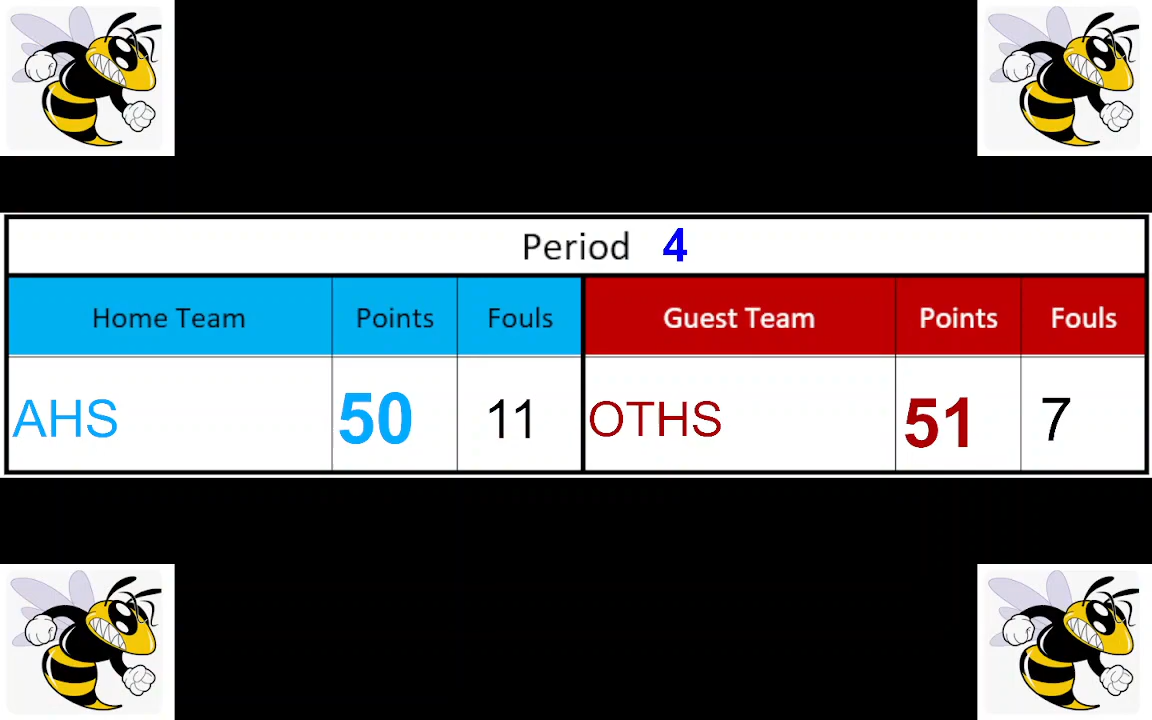 Period 4
Home Team Points Fouls Guest Team Points Fouls
AHS 50 11 OTHS 51 7